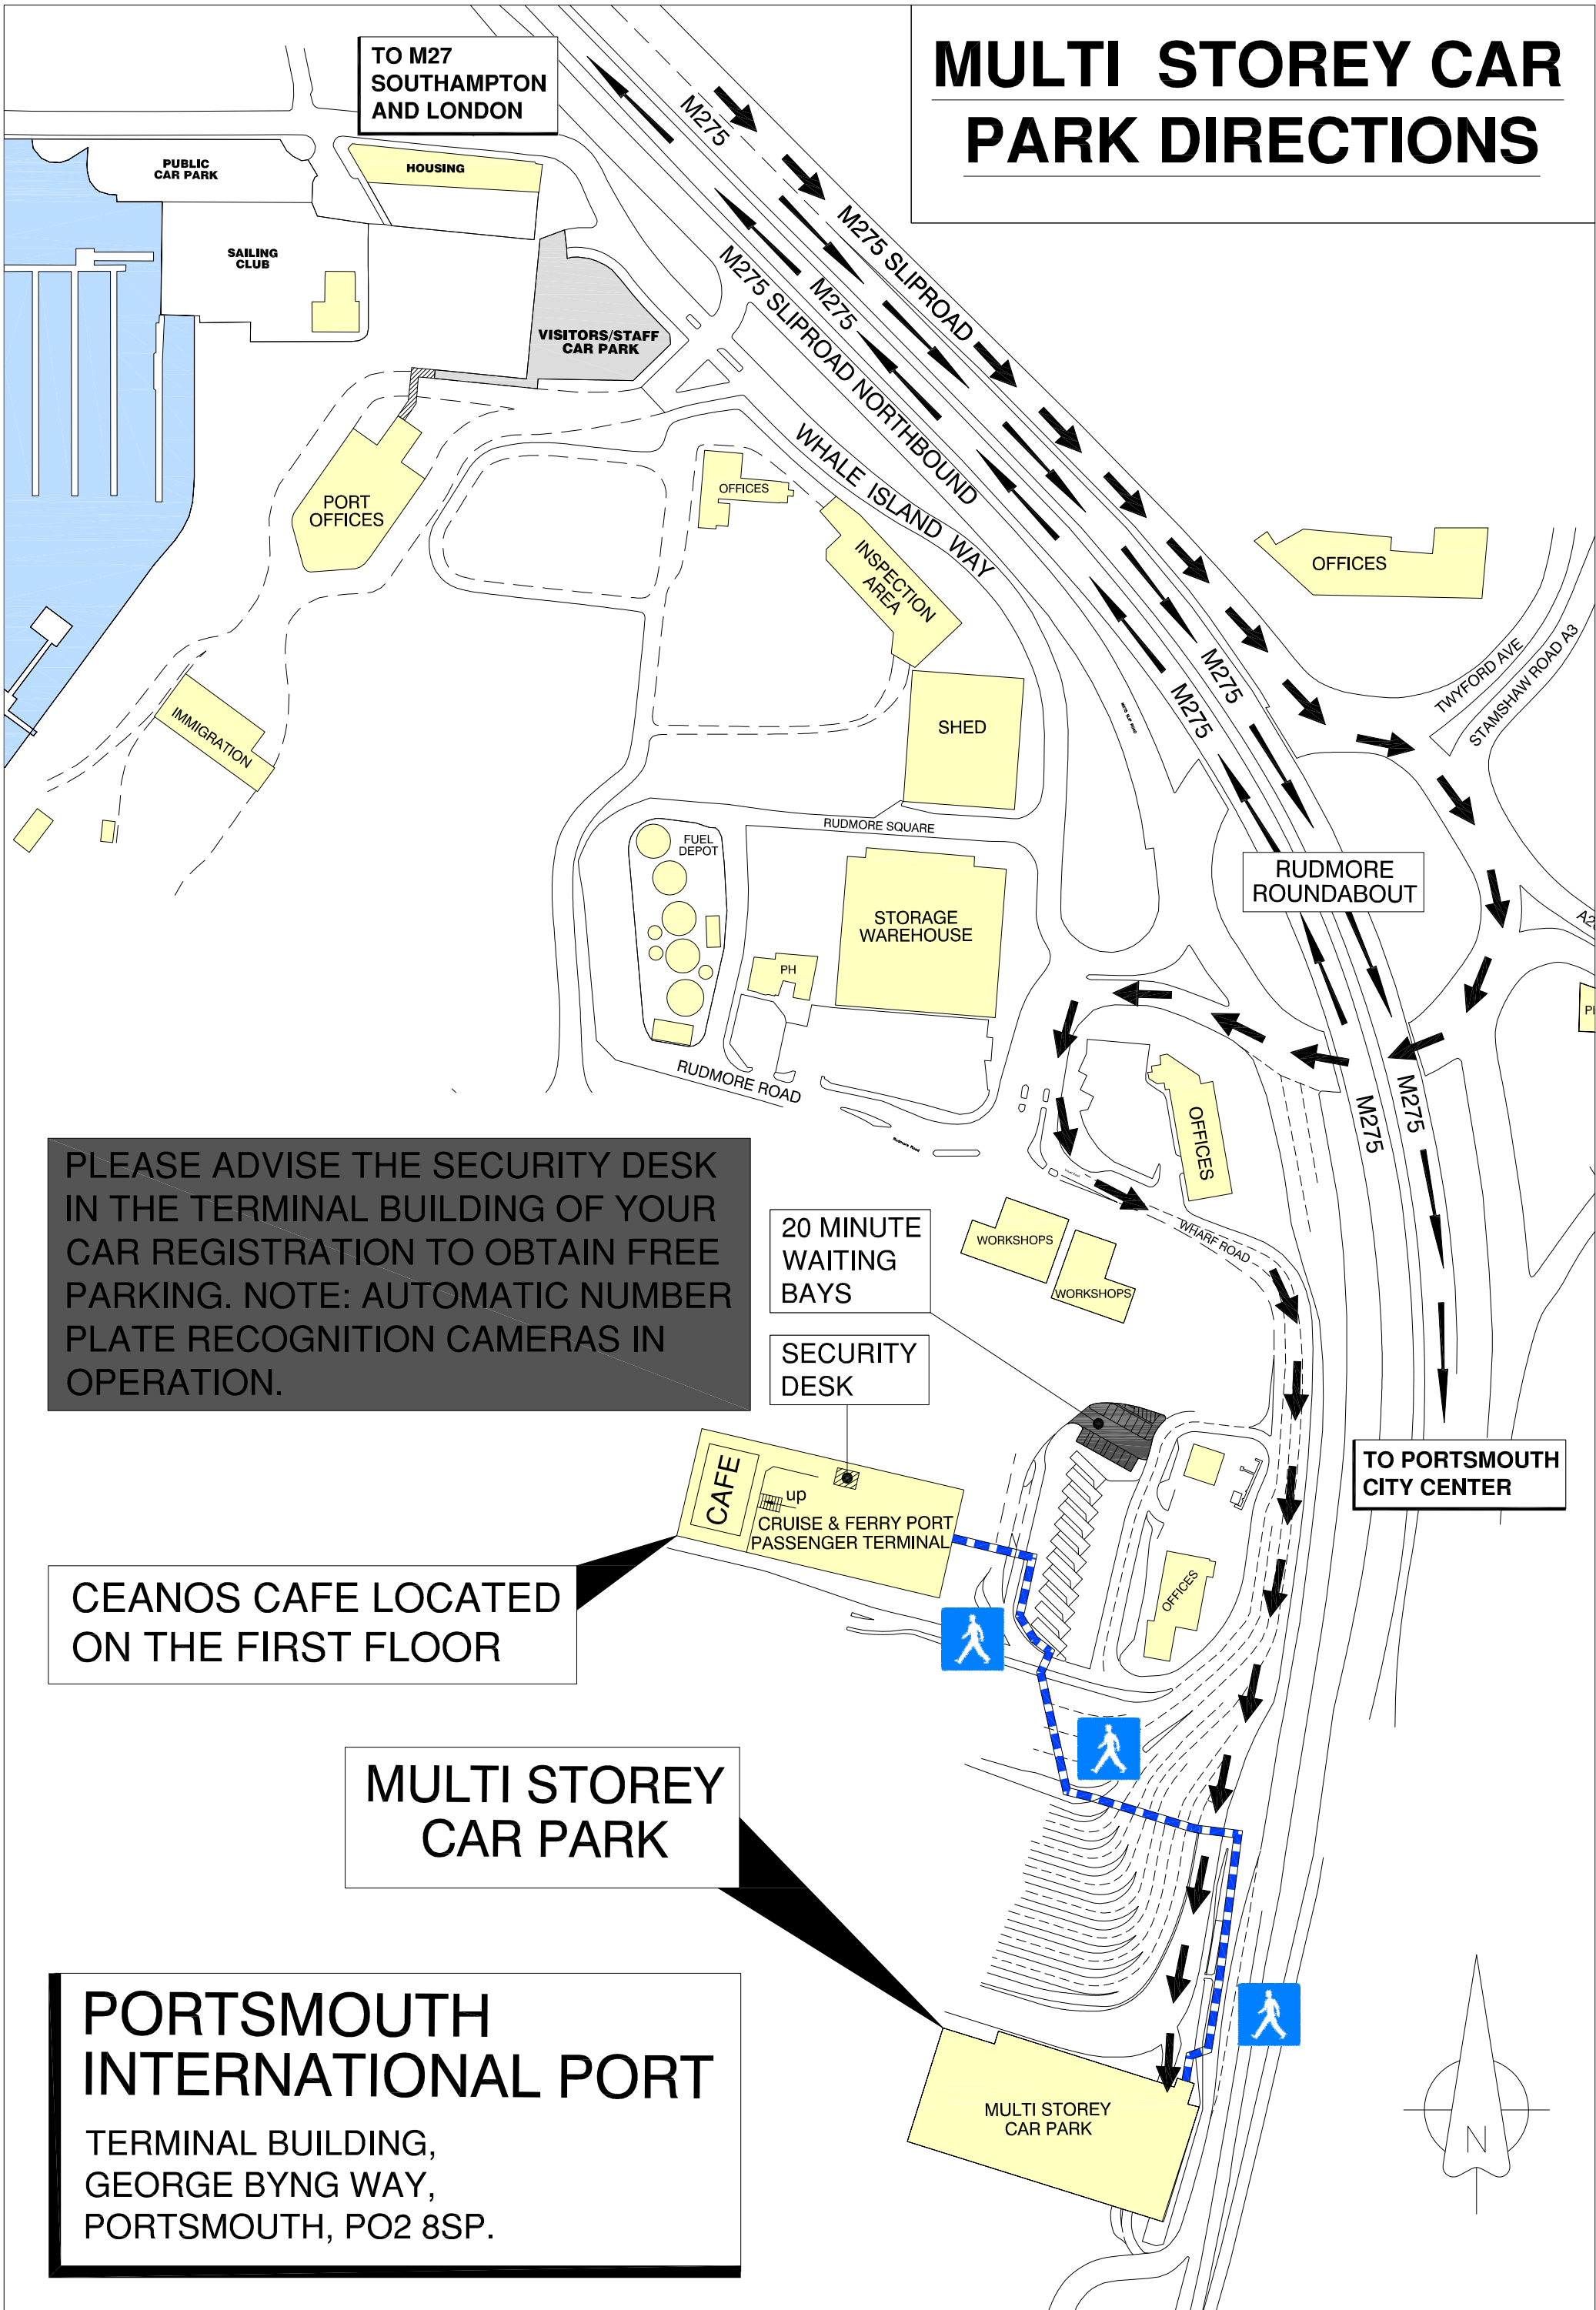 MULTI STOREY CAR
PARK DIRECTIONS
TO M27
SOUTHAMPTON
AND LONDON
PUBLIC
CAR PARK
HOUSING
SAILING
CLUB
VISITORS/STAFF
CAR PARK
M275
M275 SLIPROAD
M275
M275 SLIPROAD NORTHBOUND
WHALE ISLAND WAY
PORT
OFFICES
OFFICES
INSPECTION
AREA
OFFICES
TWYFORD AVE
STAMSHAW ROAD A3
M275
M275
IMMIGRATION
SHED
RUDMORE SQUARE
FUEL
DEPOT
RUDMORE
ROUNDABOUT
STORAGE
WAREHOUSE
PH
RUDMORE ROAD
Rudmore Road
M275
M275
OFFICES
PLEASE ADVISE THE SECURITY DESK
IN THE TERMINAL BUILDING OF YOUR
CAR REGISTRATION TO OBTAIN FREE
PARKING. NOTE: AUTOMATIC NUMBER
PLATE RECOGNITION CAMERAS IN
OPERATION.
20 MINUTE
WAITING
BAYS
WORKSHOPS
WORKSHOPS
WHARF ROAD
SECURITY
DESK
TO PORTSMOUTH
CITY CENTER
CAFE
up
CRUISE & FERRY PORT
PASSENGER TERMINAL
OFFICES
CEANOS CAFE LOCATED
ON THE FIRST FLOOR
MULTI STOREY
CAR PARK
PORTSMOUTH
INTERNATIONAL PORT
TERMINAL BUILDING,
GEORGE BYNG WAY,
PORTSMOUTH, PO2 8SP.
MULTI STOREY
CAR PARK
N